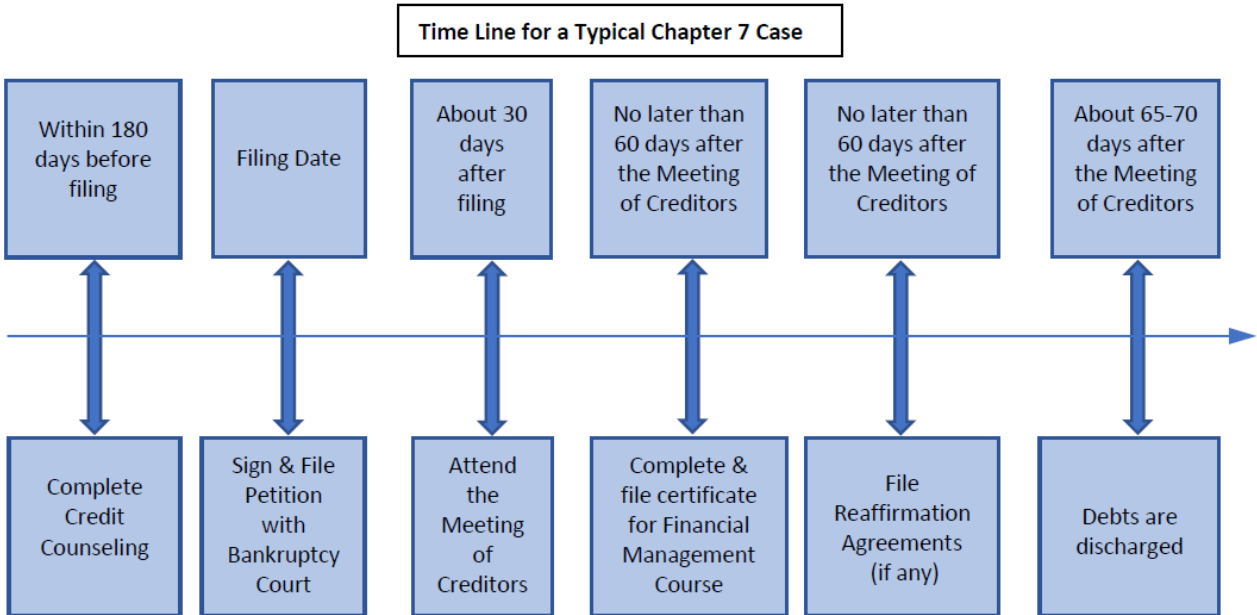 Time Line for a Typical Chapter 7 Case
Within 180
days before
filing
Filing Date
About 30
days
after
filing
No later than
60 days after
the Meeting
of Creditors
No later than
60 days after
the Meeting of
Creditors
About 65-70
days after
the Meeting
of Creditors
Complete
Credit
Counseling
Sign & File
Petition
with
Bankruptcy
Court
Attend
the
Meeting
of
Creditors
Complete &
file certificate
for Financial
Management
Course
File
Reaffirmation
Agreements
(if any)
Debts are
discharged